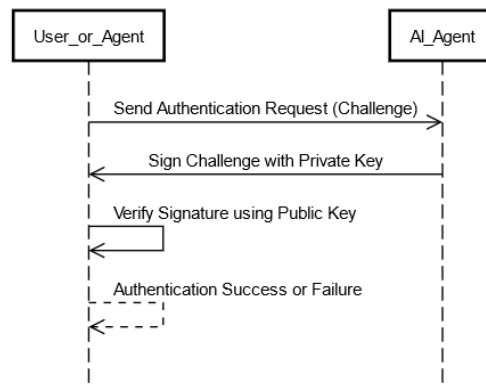 User_or_Agent
AI_Agent
Send Authentication Request (Challenge)
Sign Challenge with Private Key
Verify Signature using Public Key
Authentication Success or Failure